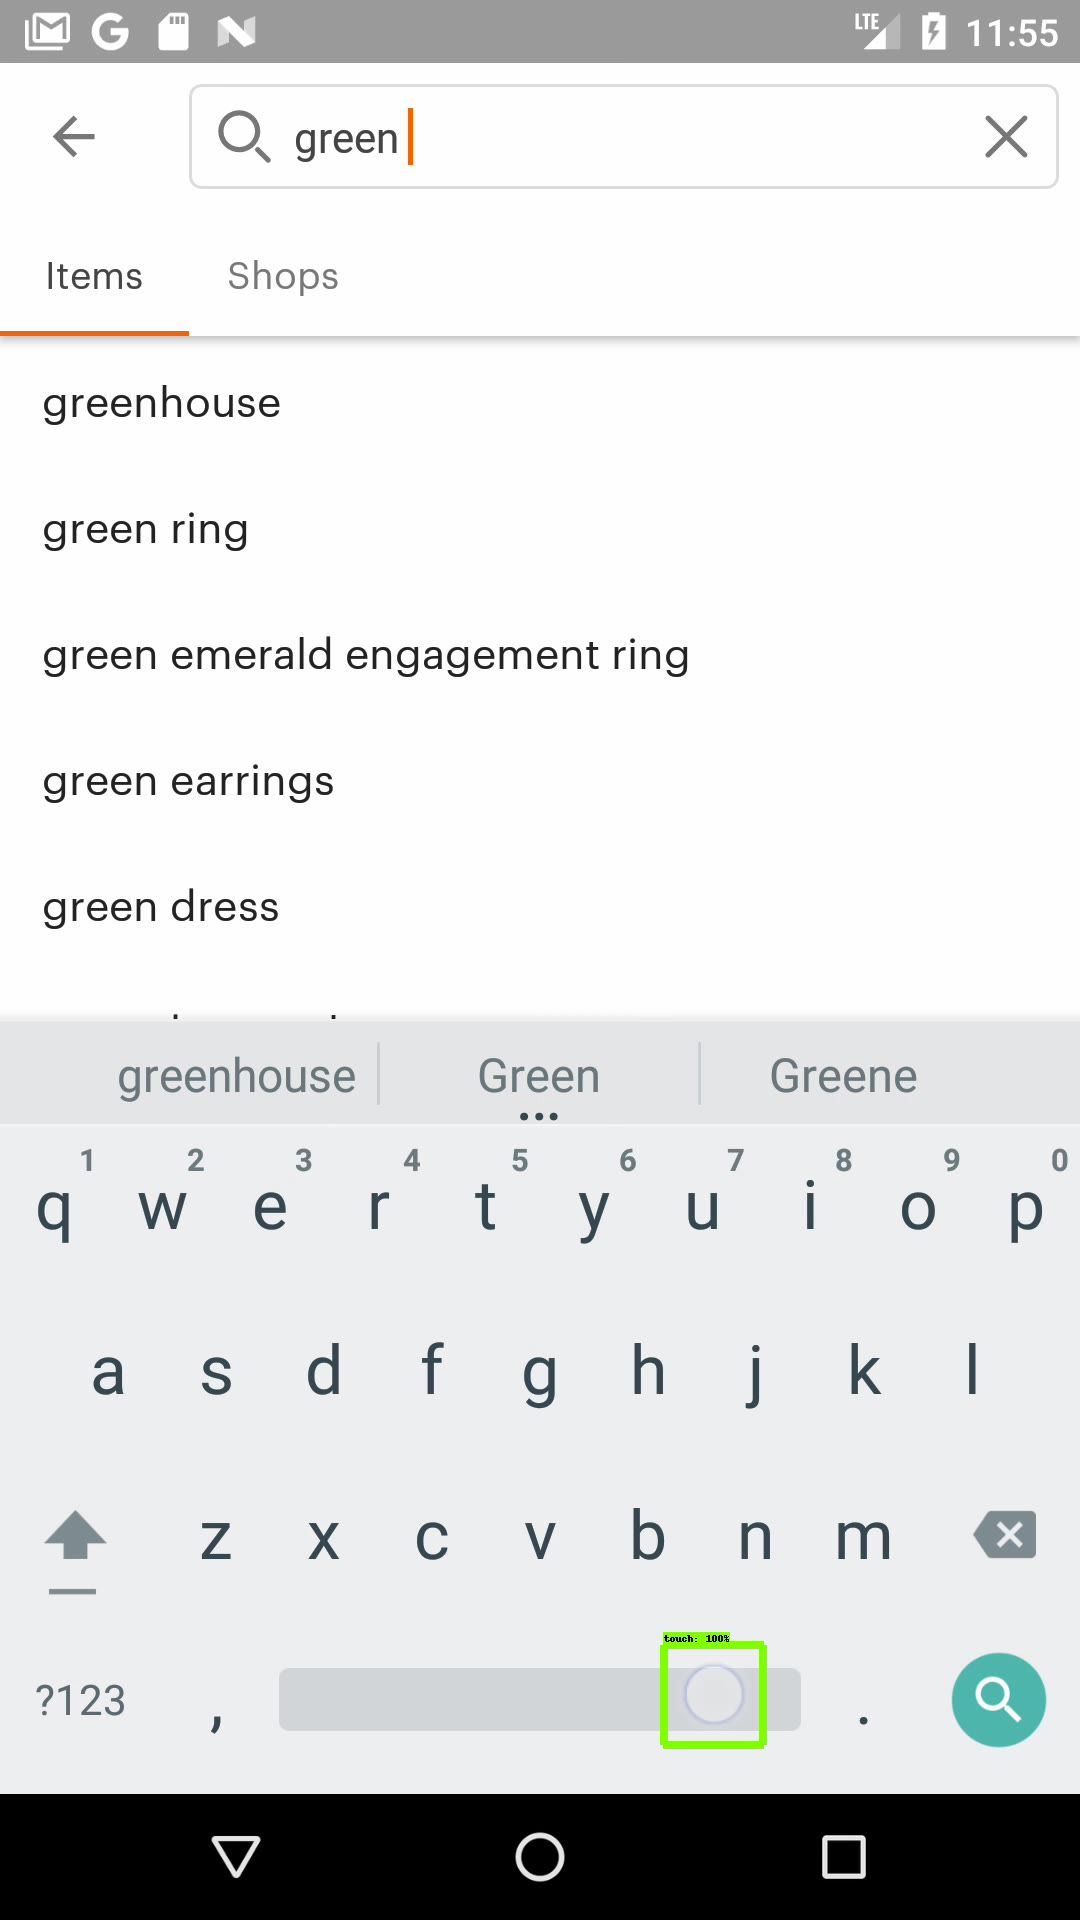 LTE 11:55
green
Items Shops
greenhouse
green ring
green emerald engagement ring
green earrings
green dress
greenhouse Green Greene
1 2 3 4 5 6 7 8 9 0
q w e r t y u i o p
a s d f g h j k l
z x c v b n m
touch: 100%
?123 , .